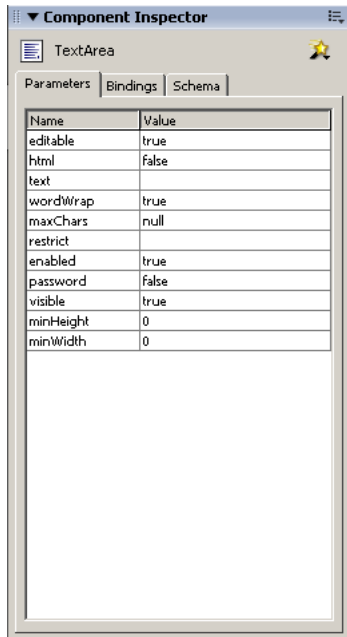 Component Inspector
TextArea
Parameters Bindings Schema
Name Value
editable true
html false
text
wordWrap true
maxChars null
restrict
enabled true
password false
visible true
minHeight 0
minWidth 0